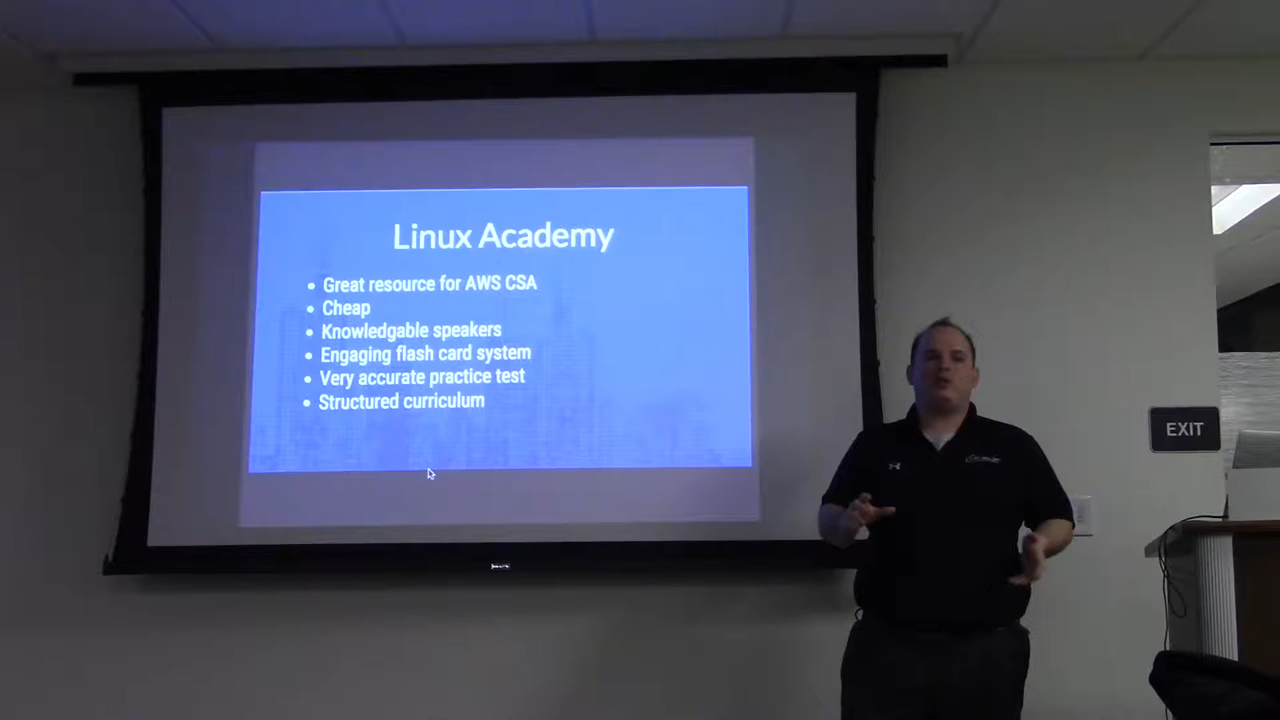 Linux Academy
• Great resource for AWS CSA
• Cheap
• Knowledgable speakers
• Engaging flash card system
• Very accurate practice test
• Structured curriculum
EXIT